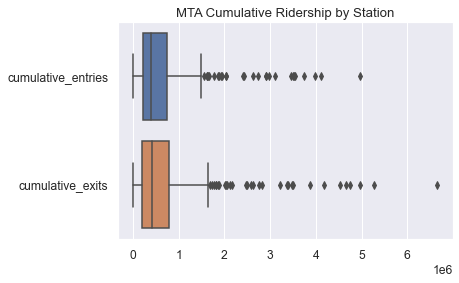 MTA Cumulative Ridership by Station
cumulative_entries
cumulative_exits
0 1 2 3 4 5 6
1e6